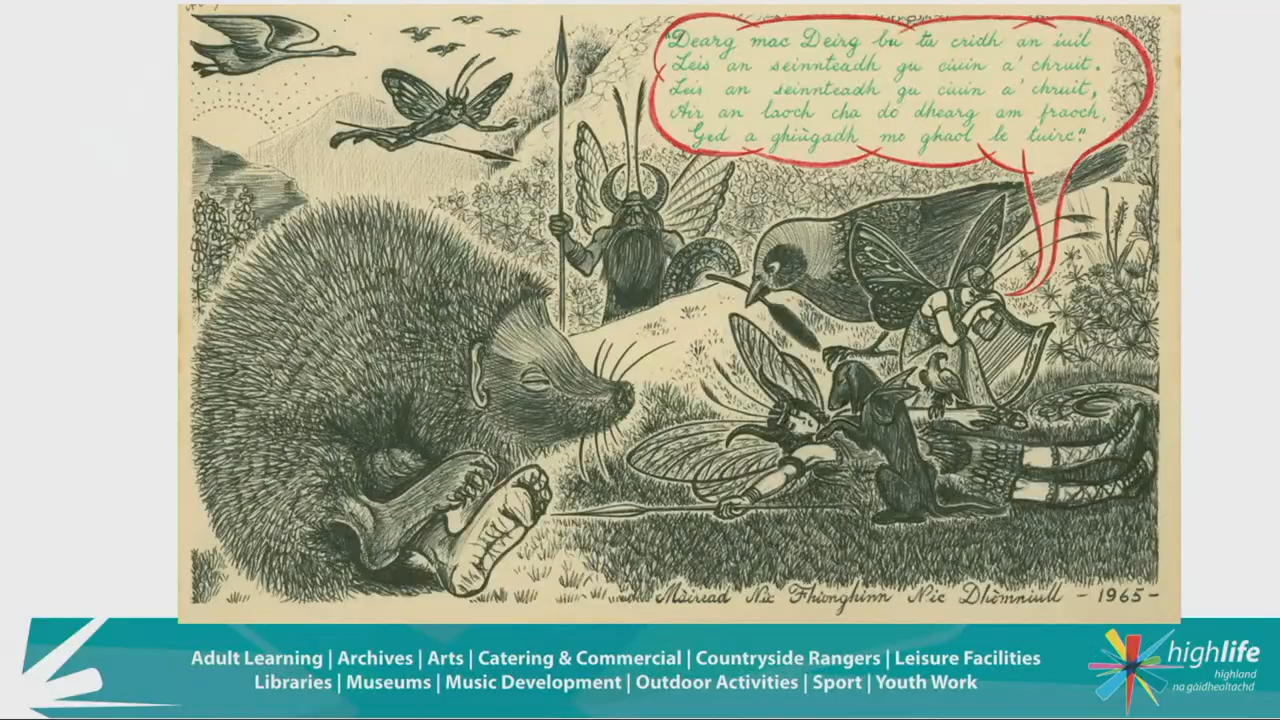 "Dearg mac Deirg bu tu cridh an iuil
Leis an seinnteadh gu ciuin a' chruit.
Leis an seinnteadh gu ciuin a' chruit,
Air an laoch cha do dhearg am fraoch,
Ged a ghiùgadh mo ghaol le tuirc."
Màiread Nic Fhionghinn Nic Dhòmniull - 1965 -
Adult Learning | Archives | Arts | Catering & Commercial | Countryside Rangers | Leisure Facilities
Libraries | Museums | Music Development | Outdoor Activities | Sport | Youth Work
highlife
highland
na gàidhealtachd